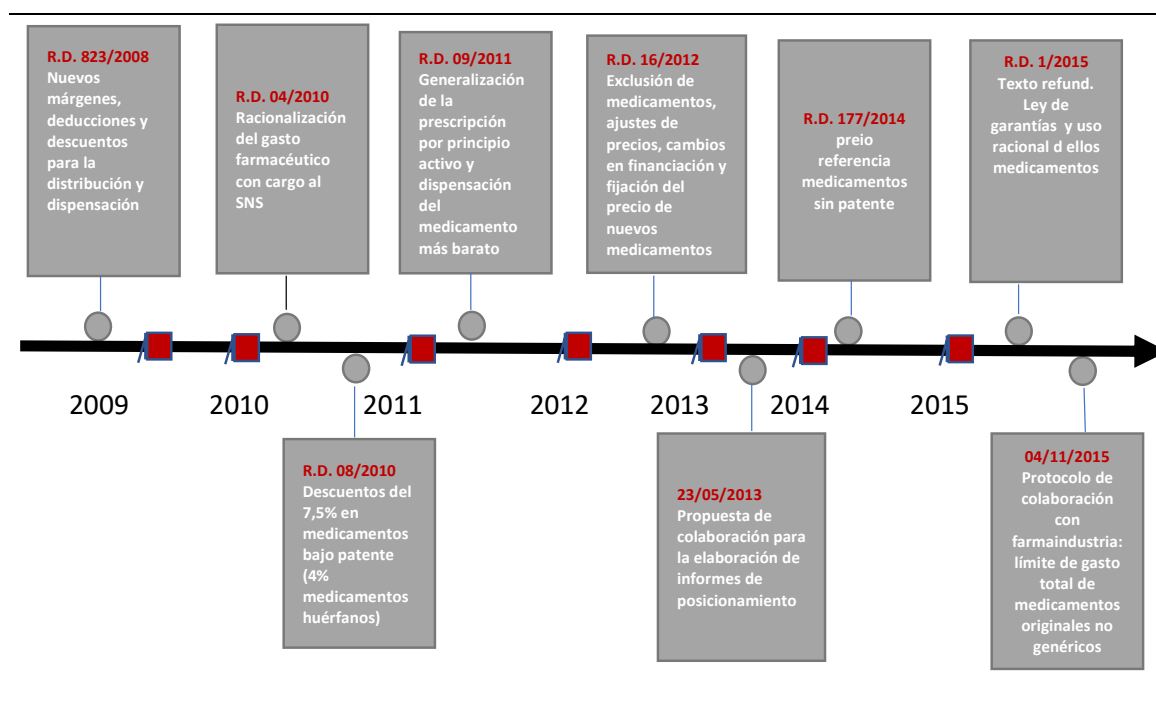 R.D. 823/2008
Nuevos
márgenes,
deducciones y
descuentos
para la
distribución y
dispensación
R.D. 04/2010
Racionalización
del gasto
farmacéutico
con cargo al
SNS
R.D. 09/2011
Generalización
de la
prescripción
por principio
activo y
dispensación
del
medicamento
más barato
R.D. 16/2012
Exclusión de
medicamentos,
ajustes de
precios, cambios
en financiación y
fijación del
precio de
nuevos
medicamentos
R.D. 177/2014
preio
referencia
medicamentos
sin patente
R.D. 1/2015
Texto refund.
Ley de
garantías y uso
racional d ellos
medicamentos
2009
2010
2011
2012
2013
2014
2015
R.D. 08/2010
Descuentos del
7,5% en
medicamentos
bajo patente
(4%
medicamentos
huérfanos)
23/05/2013
Propuesta de
colaboración para
la elaboración de
informes de
posicionamiento
04/11/2015
Protocolo de
colaboración
con
farmaindustria:
límite de gasto
total de
medicamentos
originales no
genéricos